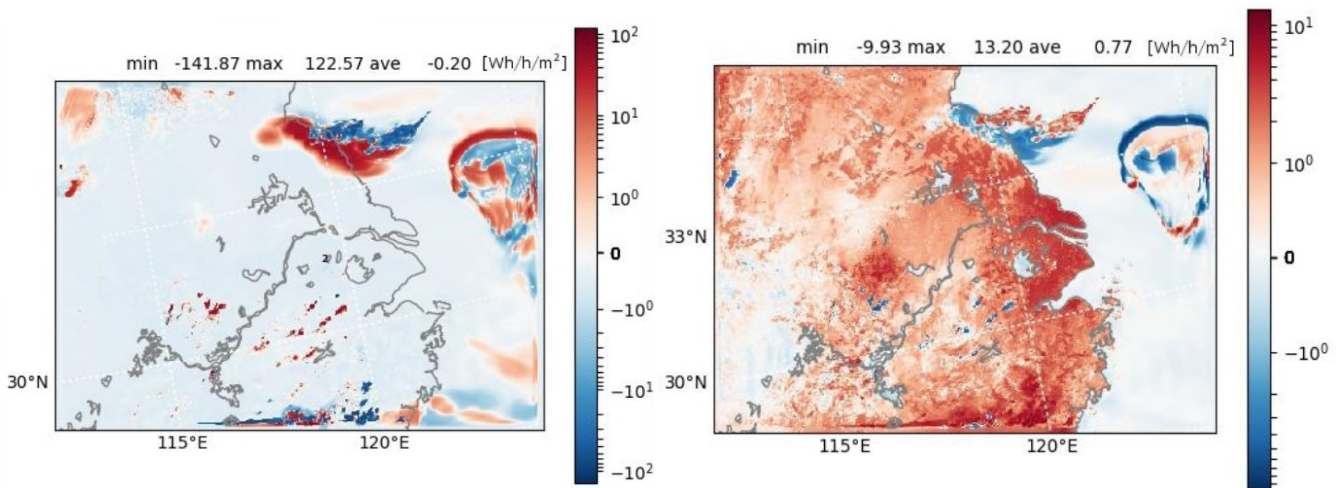 min -141.87 max 122.57 ave -0.20 [Wh/h/m²]
10²
10¹
10⁰
0
−10⁰
−10¹
−10²
2
30°N
115°E
120°E
min -9.93 max 13.20 ave 0.77 [Wh/h/m²]
10¹
10⁰
0
−10⁰
33°N
30°N
115°E
120°E